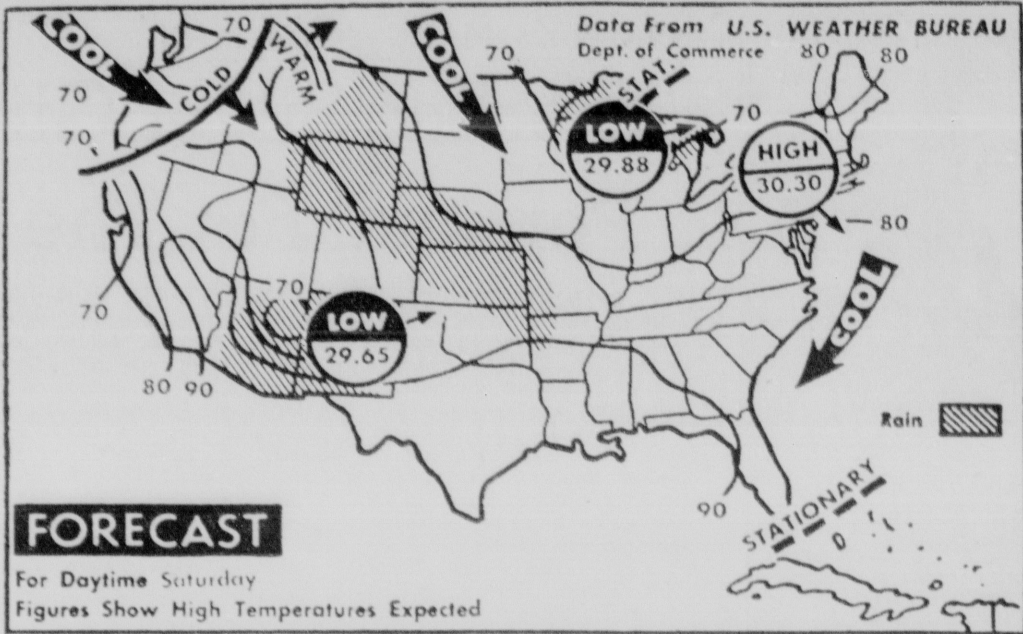 Data From U.S. WEATHER BUREAU
Dept. of Commerce
COOL
70
COLD
WARM
COOL
70
STAT.
80
80
70
70
LOW
29.88
70
HIGH
30.30
80
COOL
70
70
LOW
29.65
80 90
Rain
90
STATIONARY
FORECAST
For Daytime Saturday
Figures Show High Temperatures Expected